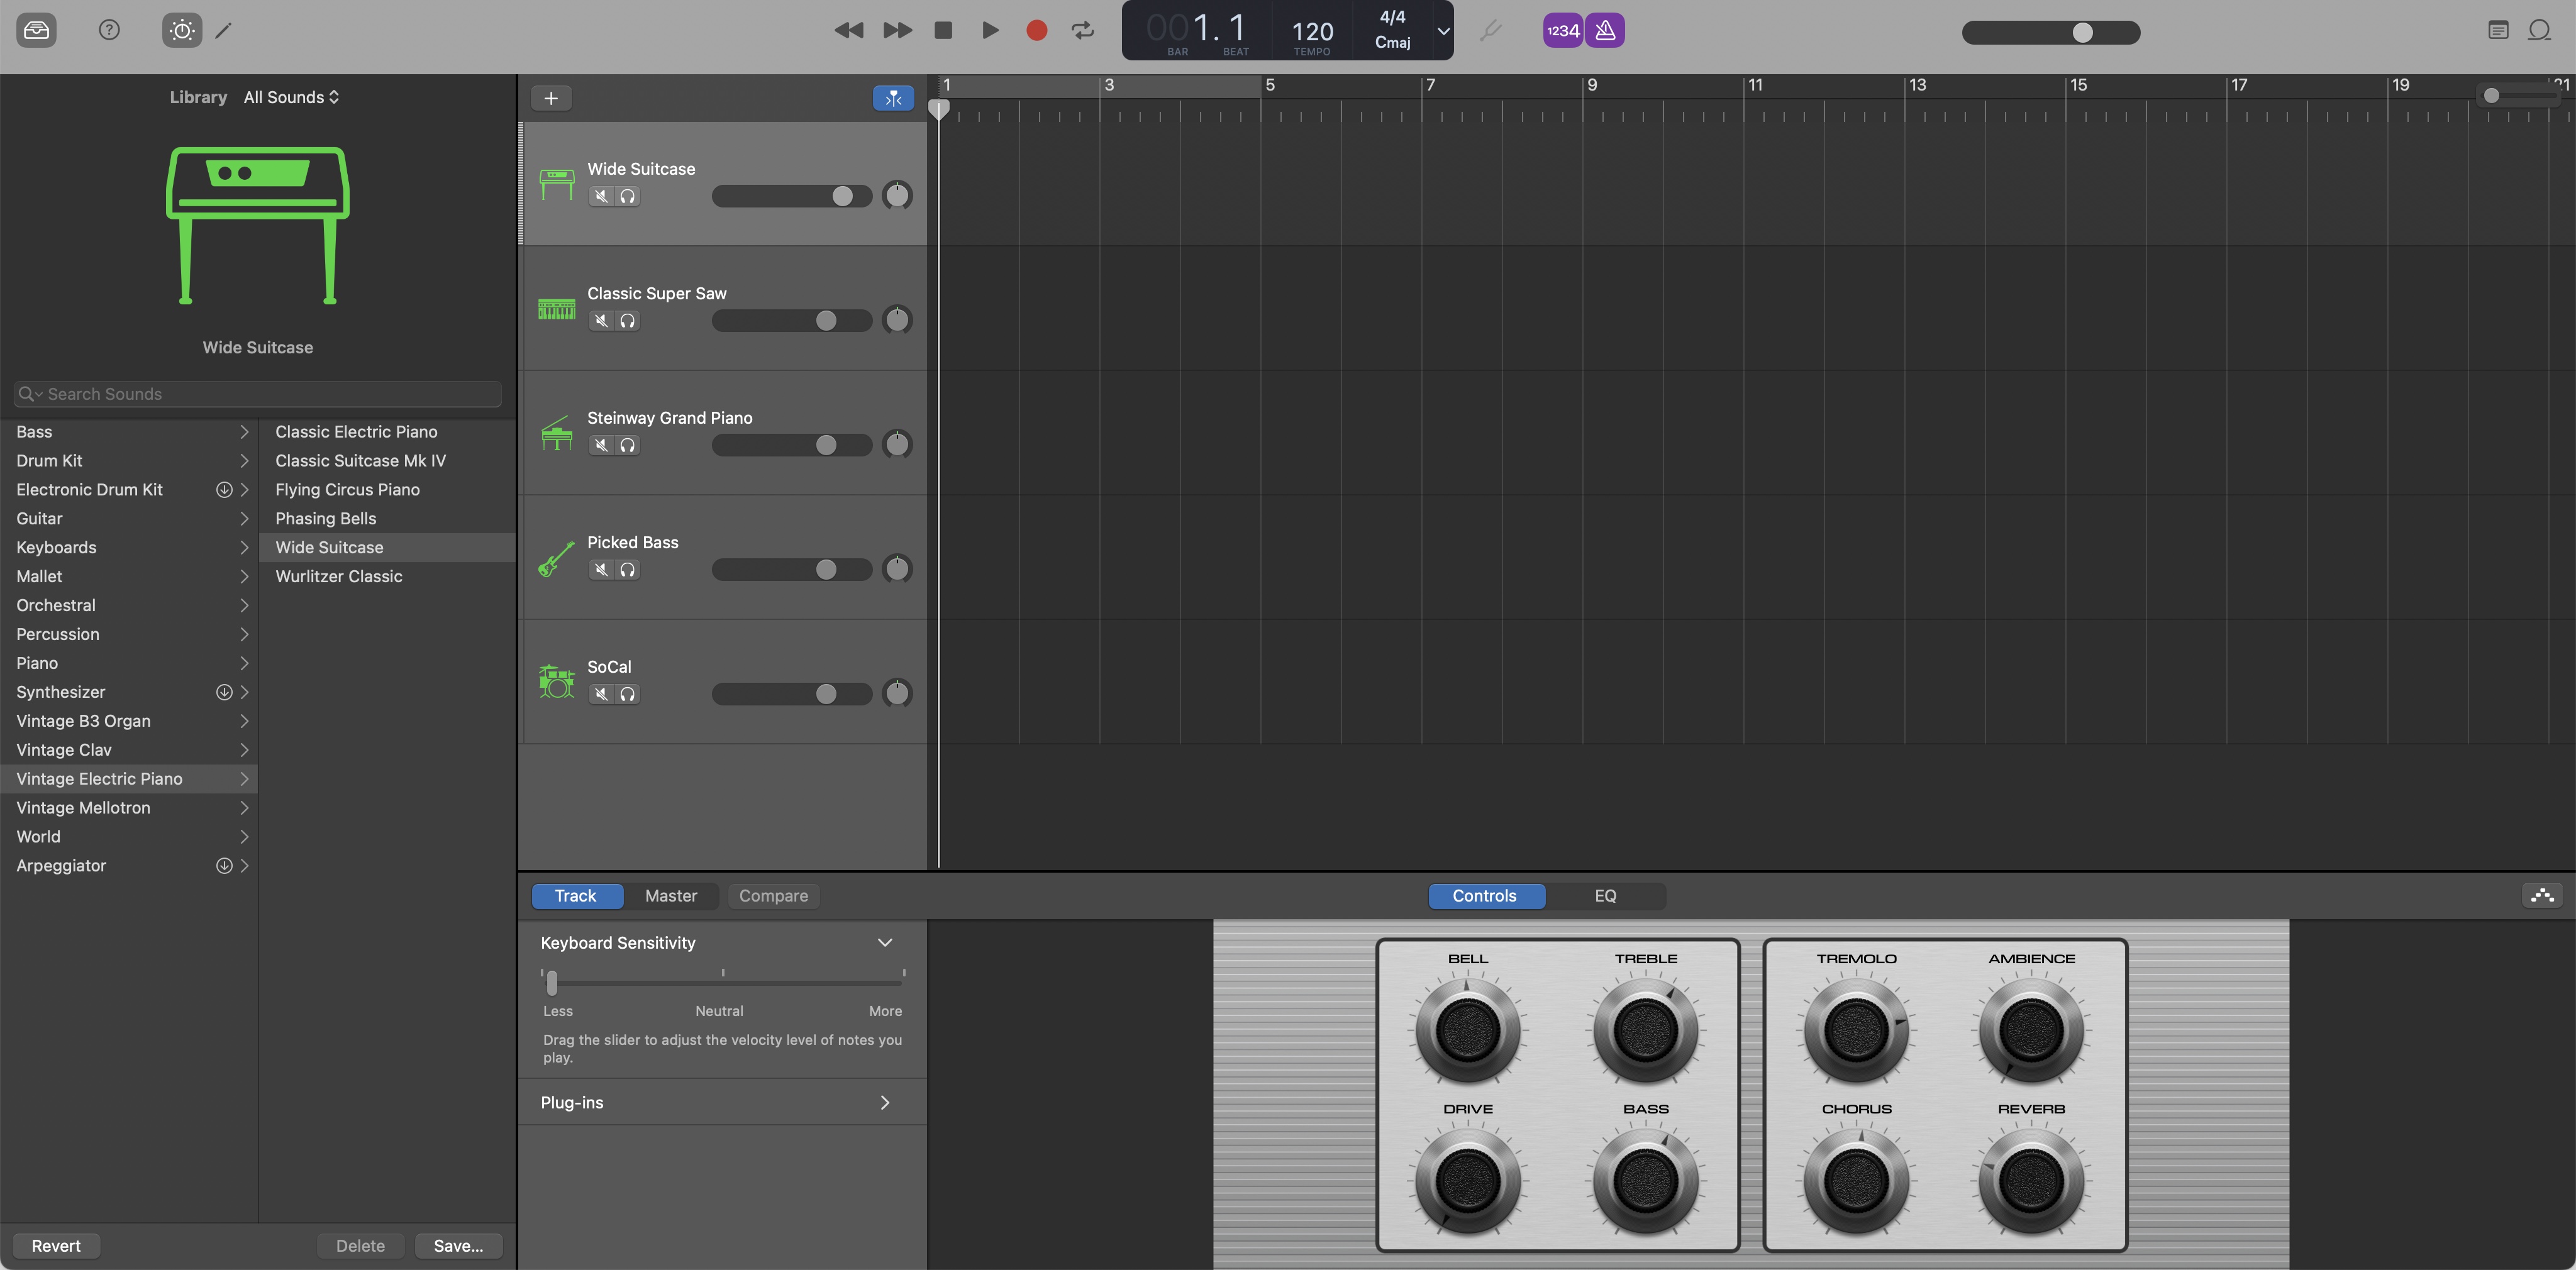 001. 1
BAR BEAT
120
TEMPO
4/4
Cmaj
1234
Library All Sounds
Wide Suitcase
Search Sounds
Bass
Drum Kit
Electronic Drum Kit
Guitar
Keyboards
Mallet
Orchestral
Percussion
Piano
Synthesizer
Vintage B3 Organ
Vintage Clav
Vintage Electric Piano
Vintage Mellotron
World
Arpeggiator
Classic Electric Piano
Classic Suitcase Mk IV
Flying Circus Piano
Phasing Bells
Wide Suitcase
Wurlitzer Classic
Revert Delete Save...
1 3 5 7 9 11 13 15 17 19 21
Wide Suitcase
Classic Super Saw
Steinway Grand Piano
Picked Bass
SoCal
Track Master Compare
Controls EQ
Keyboard Sensitivity
Less Neutral More
Drag the slider to adjust the velocity level of notes you
play.
Plug-ins
BELL TREBLE TREMOLO AMBIENCE
DRIVE BASS CHORUS REVERB